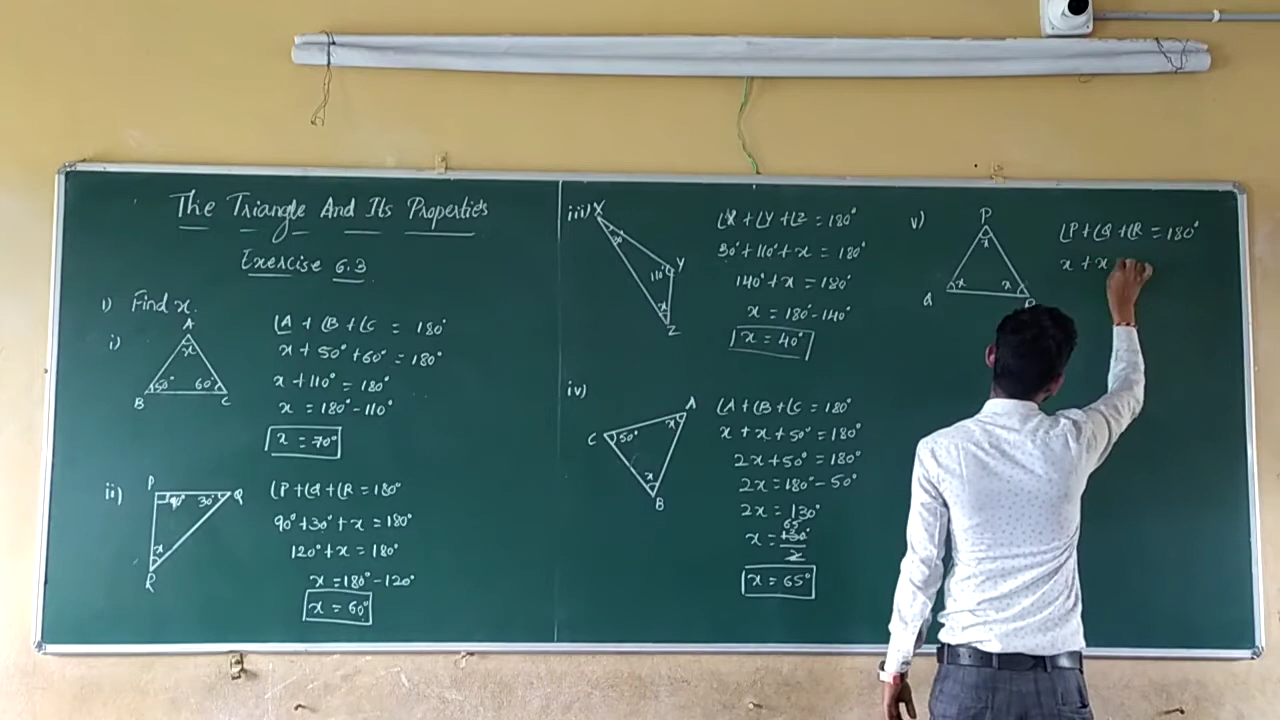 The Triangle And Its Properties
Exercise 6.3
1) Find x.
i)
A
x
50° 60°
B C
∠A + ∠B + ∠C = 180°
x + 50° + 60° = 180°
x + 110° = 180°
x = 180° - 110°
x = 70°
ii)
P Q
90° 30°
x
R
∠P + ∠Q + ∠R = 180°
90° + 30° + x = 180°
120° + x = 180°
x = 180° - 120°
x = 60°
iii)
X
30°
Y
110°
x
Z
∠X + ∠Y + ∠Z = 180°
30° + 110° + x = 180°
140° + x = 180°
x = 180° - 140°
x = 40°
iv)
A
x
C 50°
x
B
∠A + ∠B + ∠C = 180°
x + x + 50° = 180°
2x + 50° = 180°
2x = 180° - 50°
2x = 130°
65
x = 130°
2
x = 65°
v)
P
x
x x
Q R
∠P + ∠Q + ∠R = 180°
x + x